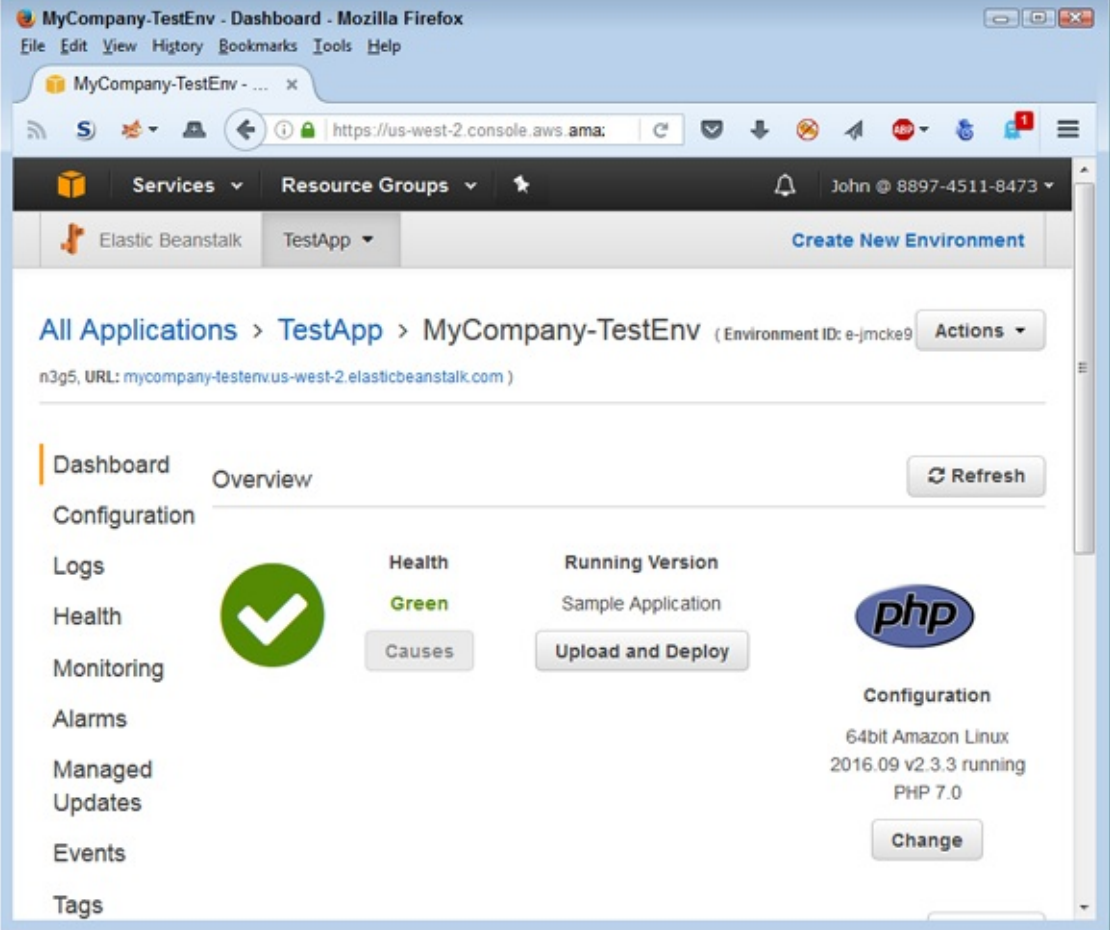 MyCompany-TestEnv - Dashboard - Mozilla Firefox
File Edit View History Bookmarks Tools Help
MyCompany-TestEnv - ... ×
S https://us-west-2.console.aws.ama: ABP 1
Services Resource Groups John @ 8897-4511-8473
Elastic Beanstalk TestApp Create New Environment
All Applications > TestApp > MyCompany-TestEnv ( Environment ID: e-jmcke9 Actions
n3g5, URL: mycompany-testenv.us-west-2.elasticbeanstalk.com )
Dashboard
Overview Refresh
Configuration
Logs
Health
Monitoring
Alarms
Managed
Updates
Events
Tags
Health
Green
Causes
Running Version
Sample Application
Upload and Deploy
php
Configuration
64bit Amazon Linux
2016.09 v2.3.3 running
PHP 7.0
Change